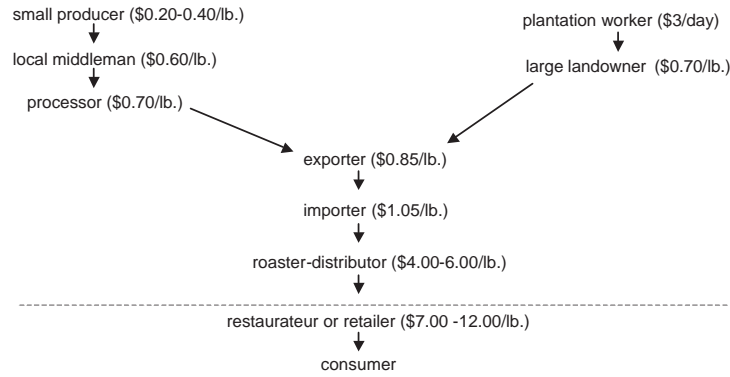 small producer ($0.20-0.40/lb.)
local middleman ($0.60/lb.)
processor ($0.70/lb.)
plantation worker ($3/day)
large landowner ($0.70/lb.)
exporter ($0.85/lb.)
importer ($1.05/lb.)
roaster-distributor ($4.00-6.00/lb.)
restaurateur or retailer ($7.00 -12.00/lb.)
consumer